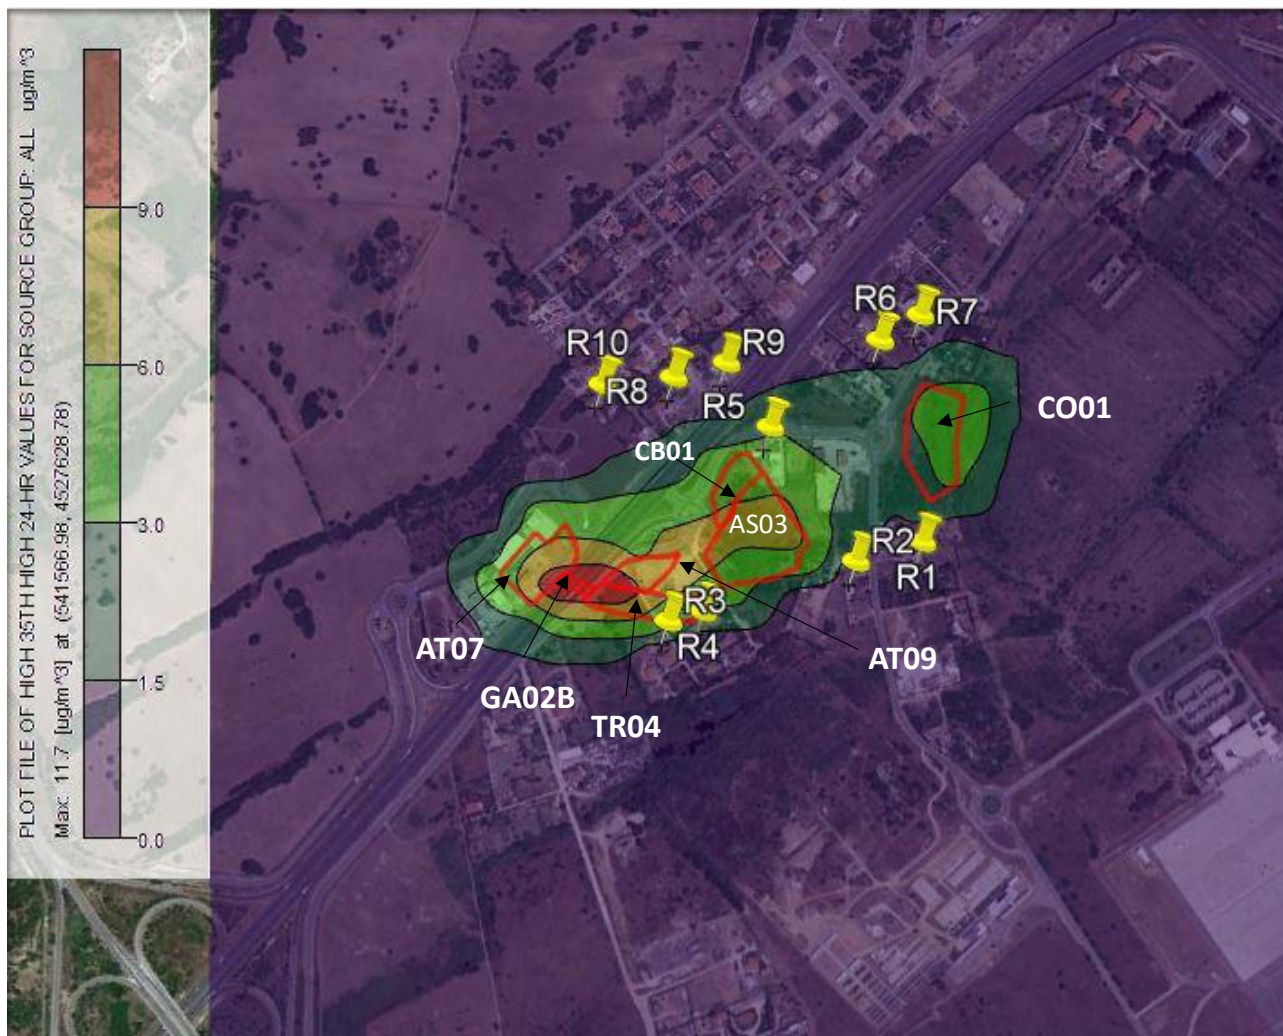 PLOT FILE OF HIGH 35TH HIGH 24-HR VALUES FOR SOURCE GROUP: ALL ug/m^3
Max: 11.7 [ug/m^3] at (541566.98, 4527628.78)
9.0
6.0
3.0
1.5
0.0
R6
R7
R10
R9
R8
R5
CO01
CB01
AS03
R2
R1
R3
R4
AT07
AT09
GA02B
TR04